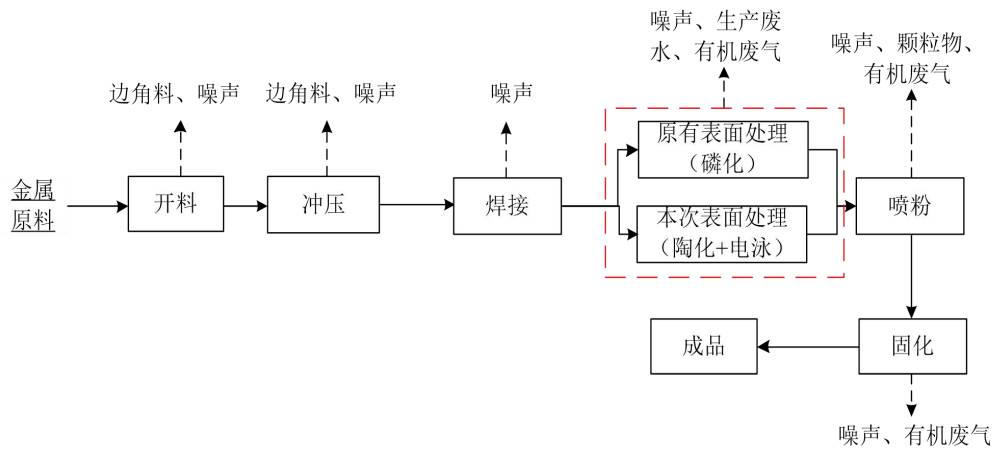 噪声、生产废
水、有机废气
噪声、颗粒物、
有机废气
边角料、噪声
边角料、噪声
噪声
原有表面处理
（磷化）
金属
原料
开料
冲压
焊接
喷粉
本次表面处理
（陶化+电泳）
成品
固化
噪声、有机废气